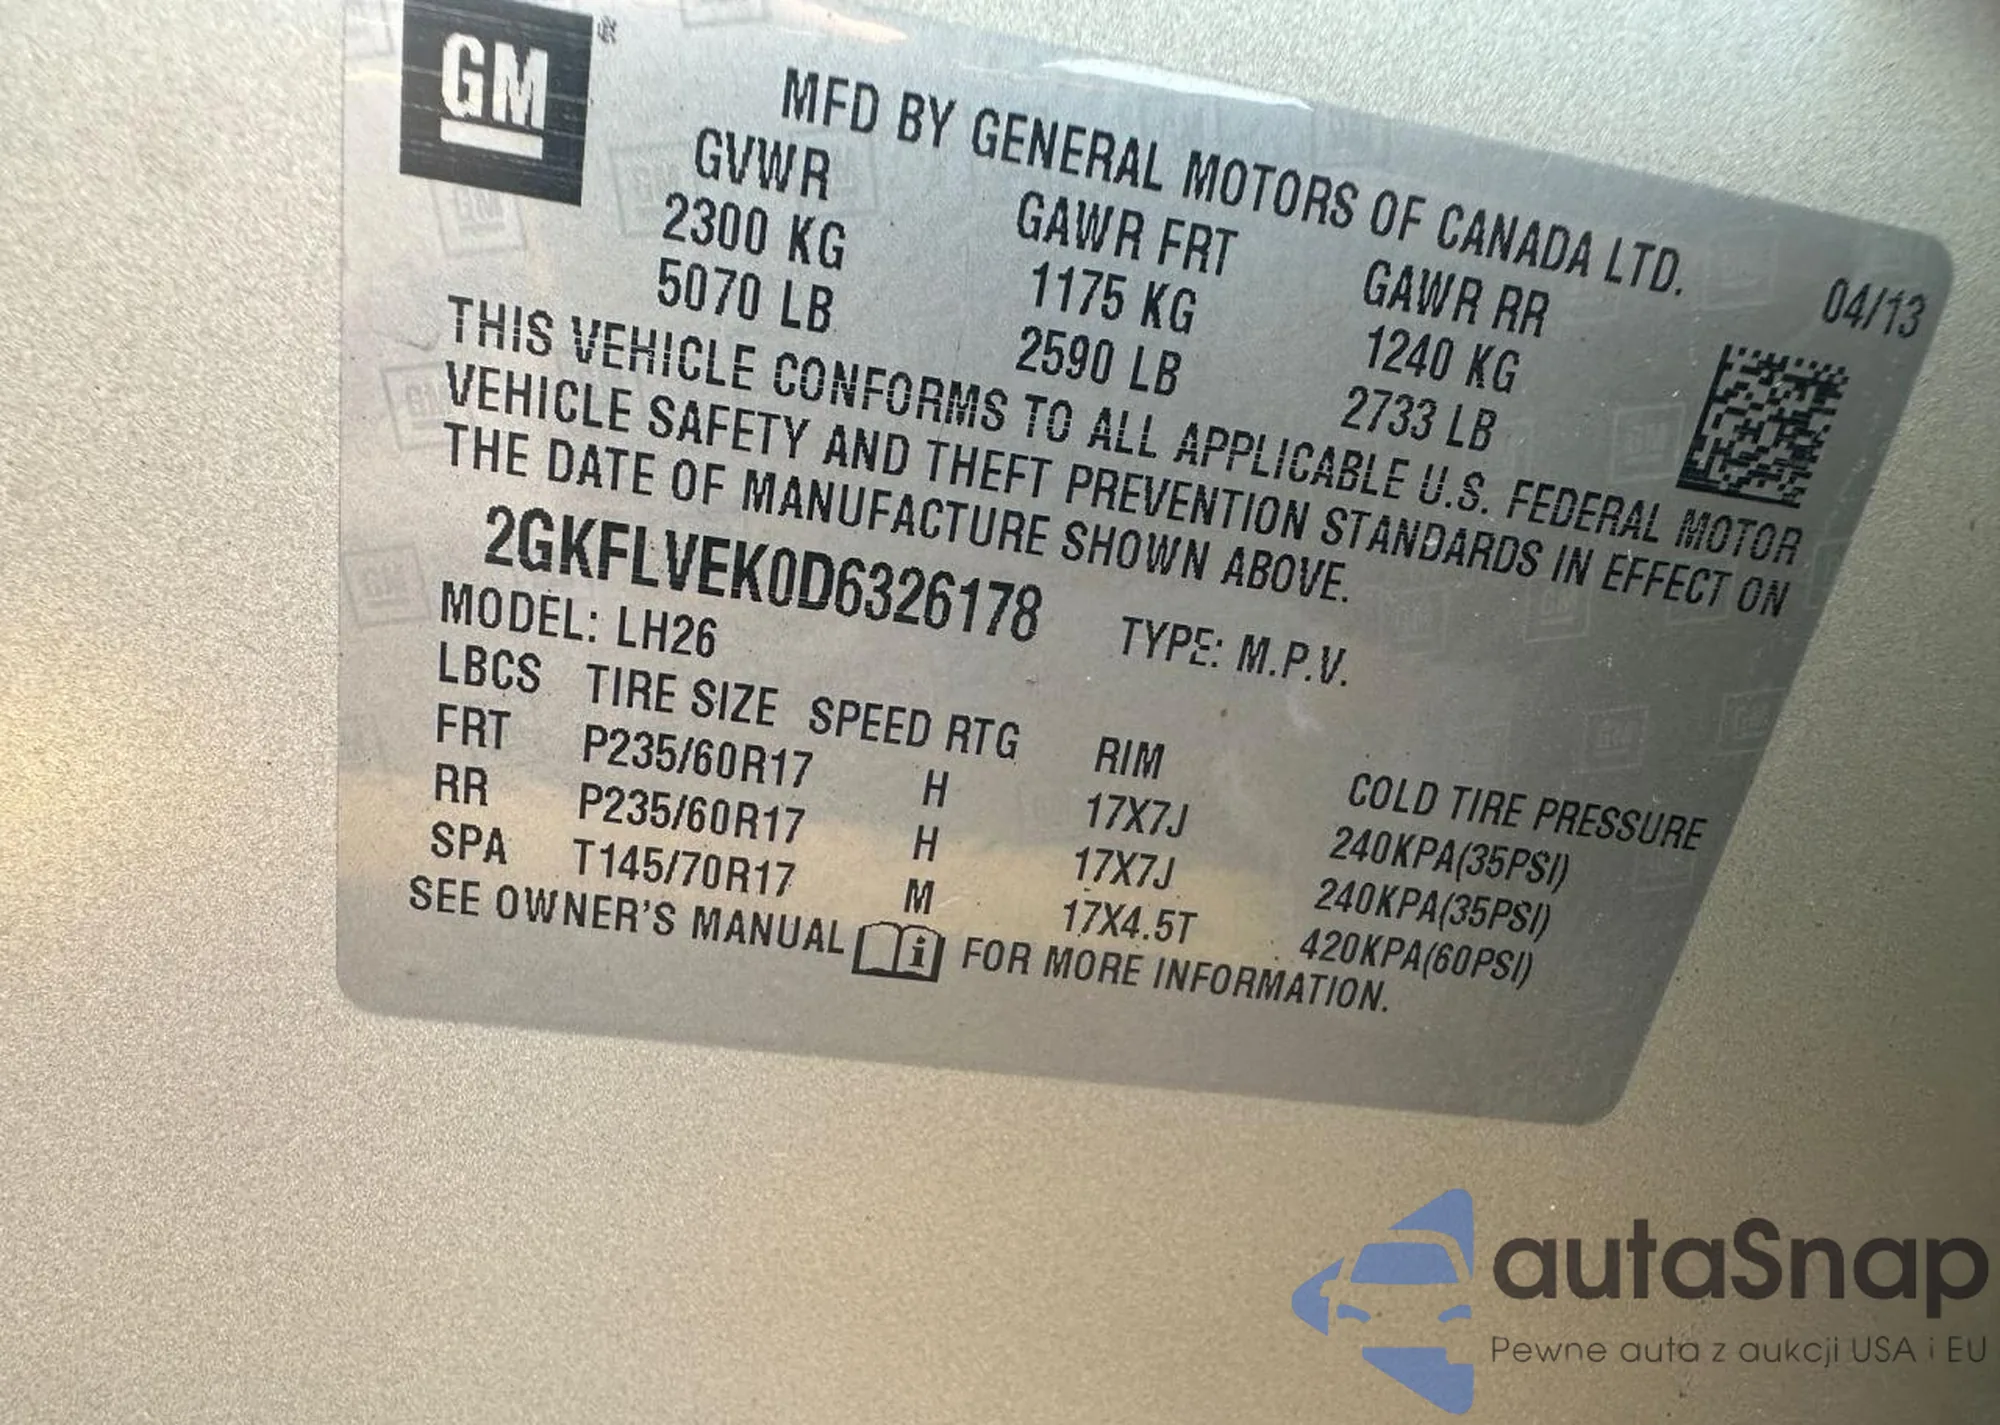 GM
MFD BY GENERAL MOTORS OF CANADA LTD.
04/13
GVWR GAWR FRT GAWR RR
2300 KG 1175 KG 1240 KG
5070 LB 2590 LB 2733 LB
THIS VEHICLE CONFORMS TO ALL APPLICABLE U.S. FEDERAL MOTOR
VEHICLE SAFETY AND THEFT PREVENTION STANDARDS IN EFFECT ON
THE DATE OF MANUFACTURE SHOWN ABOVE.
2GKFLVEK0D6326178 TYPE: M.P.V.
MODEL: LH26
LBCS TIRE SIZE SPEED RTG RIM COLD TIRE PRESSURE
FRT P235/60R17 H 17X7J 240KPA(35PSI)
RR P235/60R17 H 17X7J 240KPA(35PSI)
SPA T145/70R17 M 17X4.5T 420KPA(60PSI)
SEE OWNER'S MANUAL i FOR MORE INFORMATION.
autaSnap
Pewne auta z aukcji USA i EU